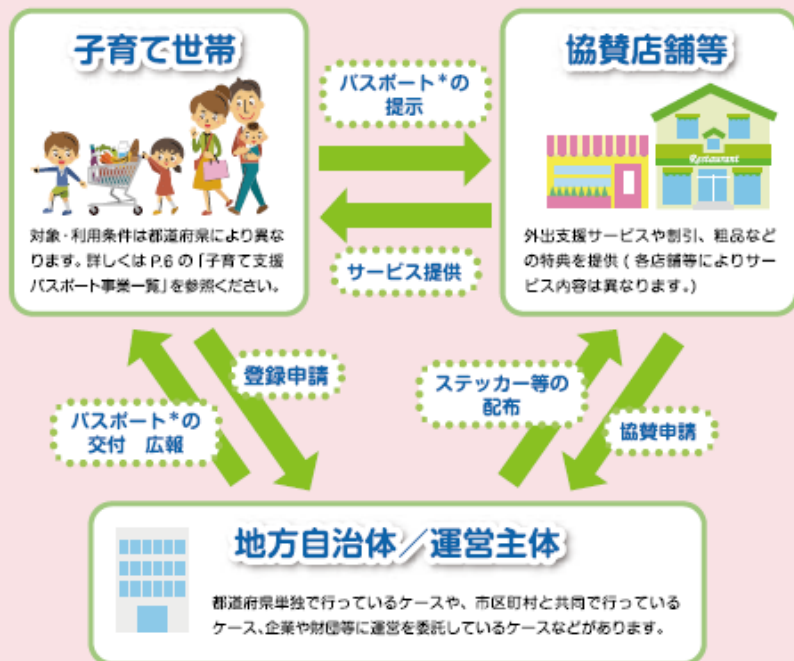 子育て世帯
対象・利用条件は都道府県により異な
ります。詳しくは P.6 の「子育て支援
パスポート事業一覧」を参照ください。
パスポート*の
提示
サービス提供
協賛店舗等
Restaurant
外出支援サービスや割引、粗品など
の特典を提供 ( 各店舗等によりサー
ビス内容は異なります。)
パスポート*の
交付　広報
登録申請
ステッカー等の
配布
協賛申請
地方自治体／運営主体
都道府県単独で行っているケースや、市区町村と共同で行っている
ケース、企業や財団等に運営を委託しているケースなどがあります。